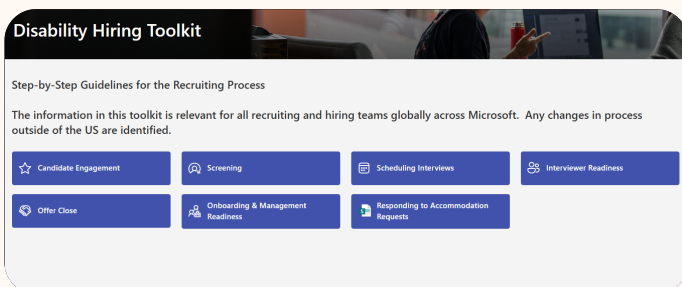 Disability Hiring Toolkit
Step-by-Step Guidelines for the Recruiting Process
The information in this toolkit is relevant for all recruiting and hiring teams globally across Microsoft. Any changes in process
outside of the US are identified.
Candidate Engagement
Screening
Scheduling Interviews
Interviewer Readiness
Offer Close
Onboarding & Management
Readiness
Responding to Accommodation
Requests